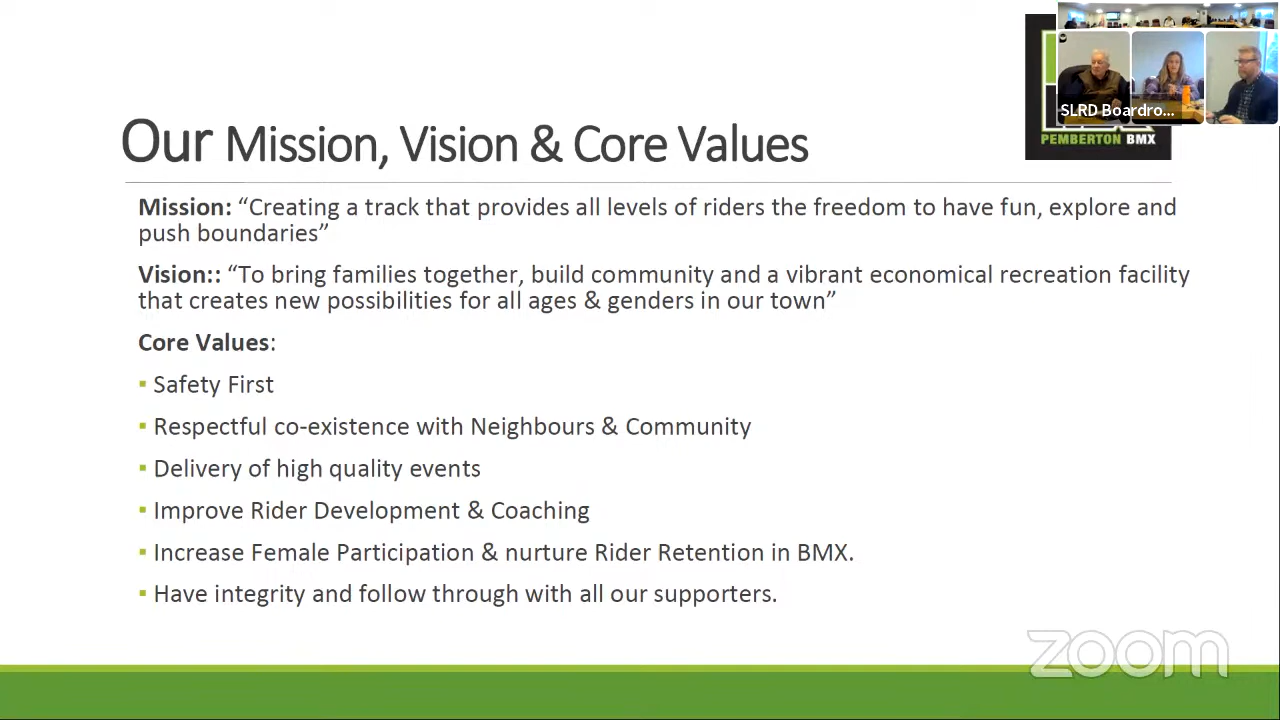 SLRD Boardro...
PEMBERTON BMX
Our Mission, Vision & Core Values
Mission: “Creating a track that provides all levels of riders the freedom to have fun, explore and
push boundaries”
Vision:: “To bring families together, build community and a vibrant economical recreation facility
that creates new possibilities for all ages & genders in our town”
Core Values:
▪ Safety First
▪ Respectful co-existence with Neighbours & Community
▪ Delivery of high quality events
▪ Improve Rider Development & Coaching
▪ Increase Female Participation & nurture Rider Retention in BMX.
▪ Have integrity and follow through with all our supporters.
zoom